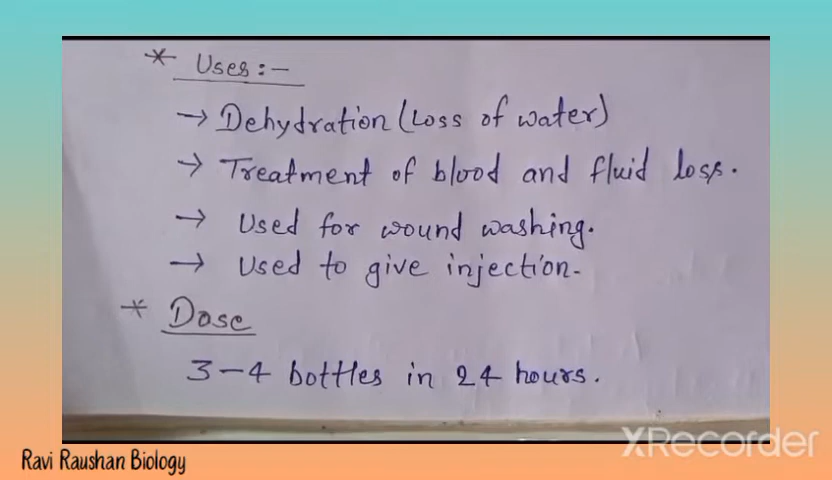 * Uses:-
→ Dehydration (Loss of water)
→ Treatment of blood and fluid loss.
→ Used for wound washing.
→ Used to give injection.
* Dose
3-4 bottles in 24 hours.
XRecorder
Ravi Raushan Biology